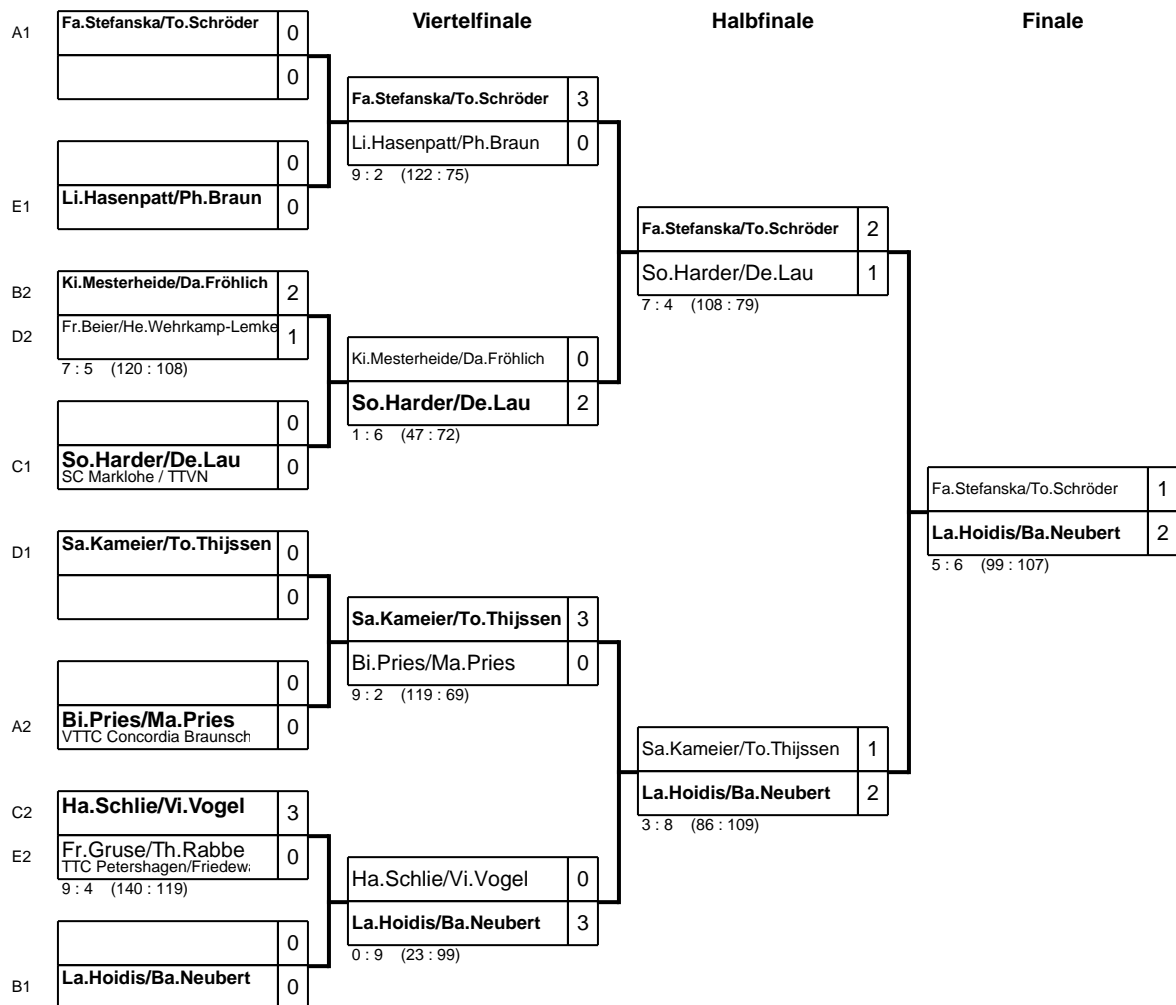 Viertelfinale
Halbfinale
Finale
A1 Fa.Stefanska/To.Schröder 0
0
0
E1 Li.Hasenpatt/Ph.Braun 0
B2 Ki.Mesterheide/Da.Fröhlich 2
D2 Fr.Beier/He.Wehrkamp-Lemke 1
7 : 5 (120 : 108)
0
C1 So.Harder/De.Lau 0
SC Marklohe / TTVN
D1 Sa.Kameier/To.Thijssen 0
0
0
A2 Bi.Pries/Ma.Pries 0
VTTC Concordia Braunsch
C2 Ha.Schlie/Vi.Vogel 3
E2 Fr.Gruse/Th.Rabbe 0
TTC Petershagen/Friedewa
9 : 4 (140 : 119)
0
B1 La.Hoidis/Ba.Neubert 0
Fa.Stefanska/To.Schröder 3
Li.Hasenpatt/Ph.Braun 0
9 : 2 (122 : 75)
Ki.Mesterheide/Da.Fröhlich 0
So.Harder/De.Lau 2
1 : 6 (47 : 72)
Sa.Kameier/To.Thijssen 3
Bi.Pries/Ma.Pries 0
9 : 2 (119 : 69)
Ha.Schlie/Vi.Vogel 0
La.Hoidis/Ba.Neubert 3
0 : 9 (23 : 99)
Fa.Stefanska/To.Schröder 2
So.Harder/De.Lau 1
7 : 4 (108 : 79)
Sa.Kameier/To.Thijssen 1
La.Hoidis/Ba.Neubert 2
3 : 8 (86 : 109)
Fa.Stefanska/To.Schröder 1
La.Hoidis/Ba.Neubert 2
5 : 6 (99 : 107)